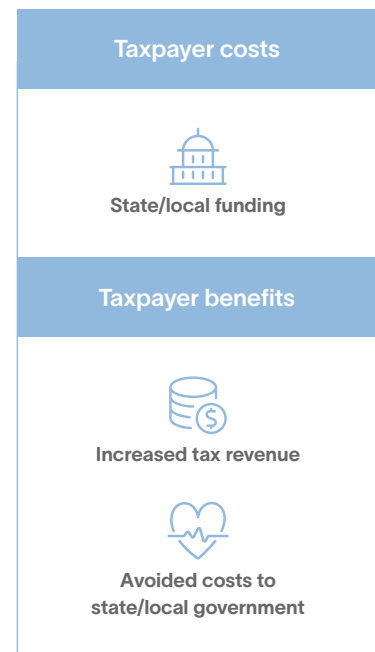 Taxpayer costs
State/local funding
Taxpayer benefits
$
Increased tax revenue
Avoided costs to
state/local government